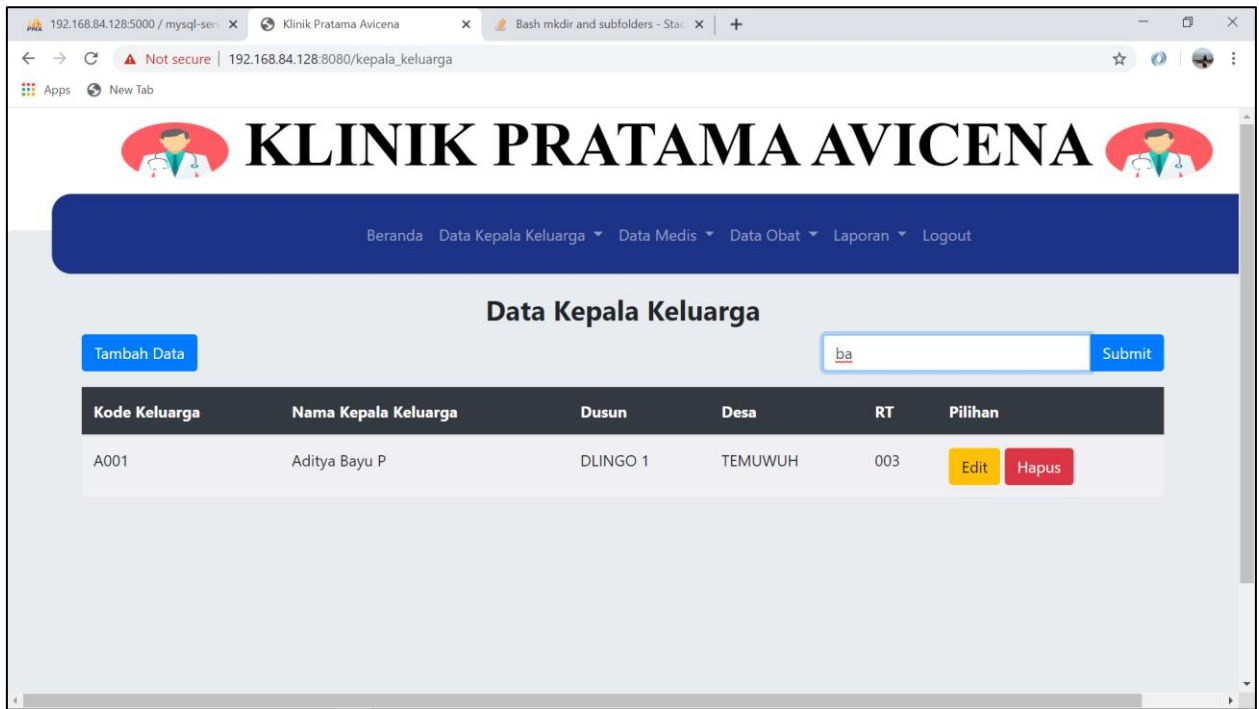 192.168.84.128:5000 / mysql-serv
Klinik Pratama Avicena
Bash mkdir and subfolders - Stac
Not secure | 192.168.84.128:8080/kepala_keluarga
Apps New Tab
KLINIK PRATAMA AVICENA
Beranda Data Kepala Keluarga Data Medis Data Obat Laporan Logout
Data Kepala Keluarga
Tambah Data ba Submit
Kode Keluarga Nama Kepala Keluarga Dusun Desa RT Pilihan
A001 Aditya Bayu P DLINGO 1 TEMUWUH 003 Edit Hapus